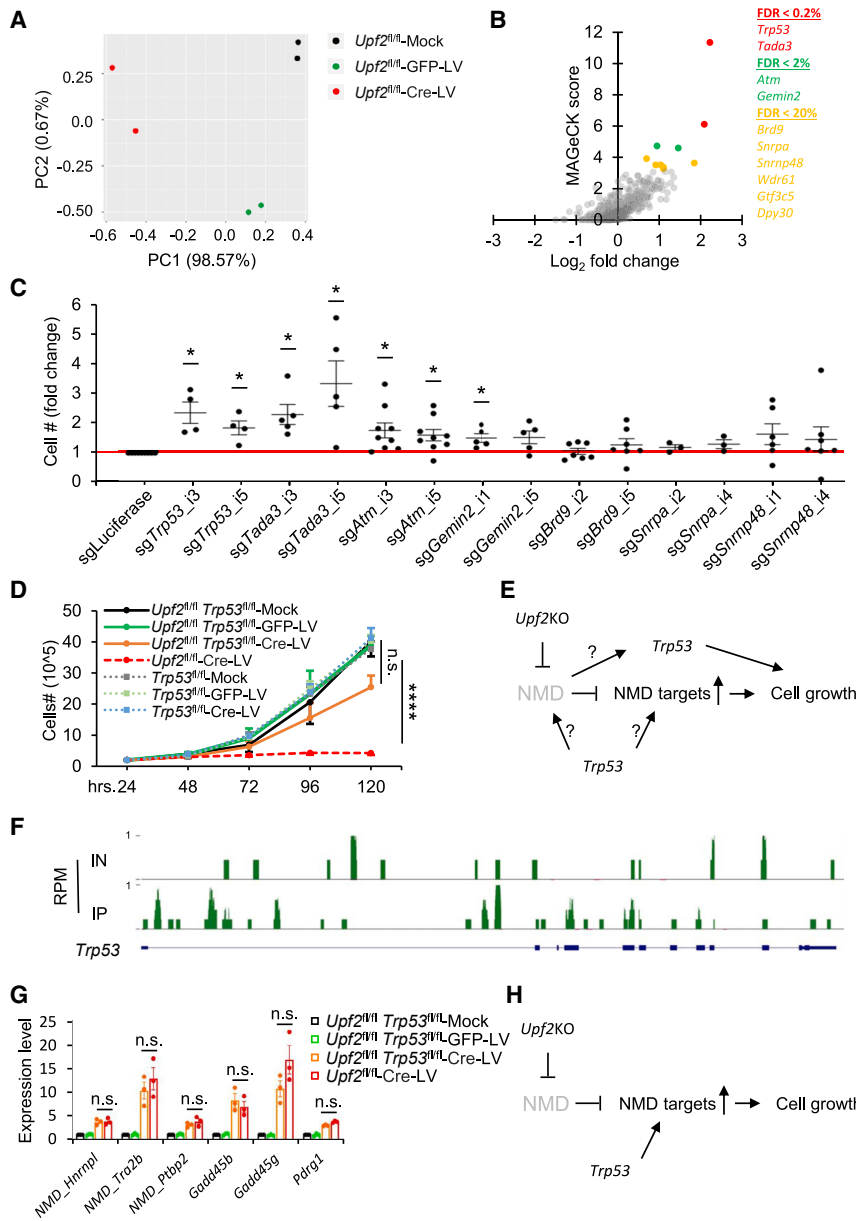 A
Upf2fl/fl-Mock
Upf2fl/fl-GFP-LV
Upf2fl/fl-Cre-LV
PC2 (0.67%)
0.25
0.0
-0.50
-0.6 -0.4 -0.2 0.0 0.2 0.4
PC1 (98.57%)
B
MAGeCK score
12
10
8
6
4
2
0
-3 -2 -1 0 1 2 3
Log2 fold change
FDR < 0.2%
Trp53
Tada3
FDR < 2%
Atm
Gemin2
FDR < 20%
Brd9
Snrpa
Snrnp48
Wdr61
Gtf3c5
Dpy30
C
Cell # (fold change)
6
5
4
3
2
1
0
* * * * * * *
sgLuciferase
sgTrp53_i3
sgTrp53_i5
sgTada3_i3
sgTada3_i5
sgAtm_i3
sgAtm_i5
sgGemin2_i1
sgGemin2_i5
sgBrd9_i2
sgBrd9_i5
sgSnrpa_i2
sgSnrpa_i4
sgSnrnp48_i1
sgSnrnp48_i4
D
Cells# (10^5)
50
40
30
20
10
0
hrs. 24 48 72 96 120
Upf2fl/fl Trp53fl/fl-Mock
Upf2fl/fl Trp53fl/fl-GFP-LV
Upf2fl/fl Trp53fl/fl-Cre-LV
Upf2fl/fl-Cre-LV
Trp53fl/fl-Mock
Trp53fl/fl-GFP-LV
Trp53fl/fl-Cre-LV
n.s.
****
E
Upf2KO
? Trp53
NMD NMD targets Cell growth
? ?
Trp53
F
RPM
1
IN
1
IP
Trp53
G
Expression level
25
20
15
10
5
0
n.s. n.s. n.s. n.s. n.s. n.s.
NMD_Hnrnpl
NMD_Tra2b
NMD_Ptbp2
Gadd45b
Gadd45g
Pdrg1
Upf2fl/fl Trp53fl/fl-Mock
Upf2fl/fl Trp53fl/fl-GFP-LV
Upf2fl/fl Trp53fl/fl-Cre-LV
Upf2fl/fl-Cre-LV
H
Upf2KO
NMD NMD targets Cell growth
Trp53